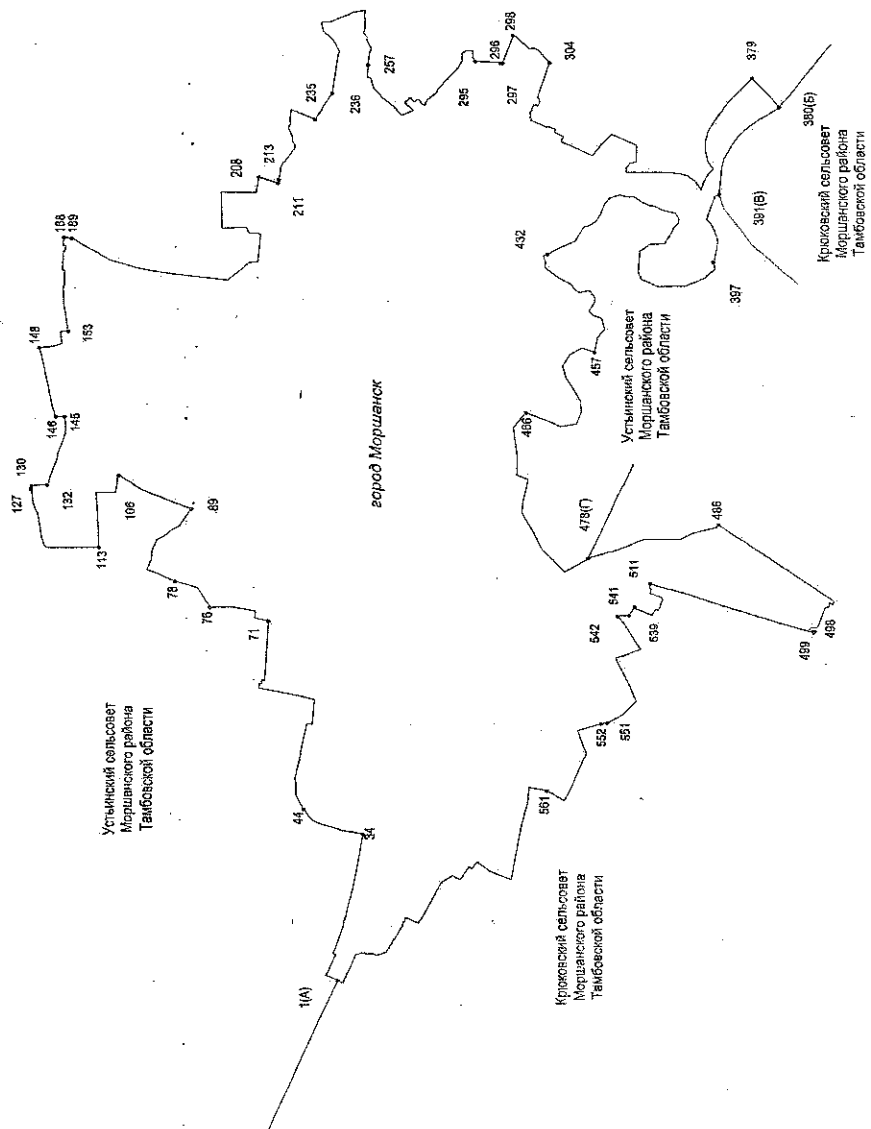 298
296
304
379
257
295
297
235
236
380(Б)
208
213
211
391(В)
Крюковский сельсовет
Моршанского района
Тамбовской области
188
189
432
397
148
153
457
Устьинский сельсовет
Моршанского района
Тамбовской области
146
145
466
город Моршанск
130
127
132
106
89
478(Г)
486
113
78
76
511
541
539
498
499
71
542
Устьинский сельсовет
Моршанского района
Тамбовской области
552
551
44
34
561
Крюковский сельсовет
Моршанского района
Тамбовской области
1(А)